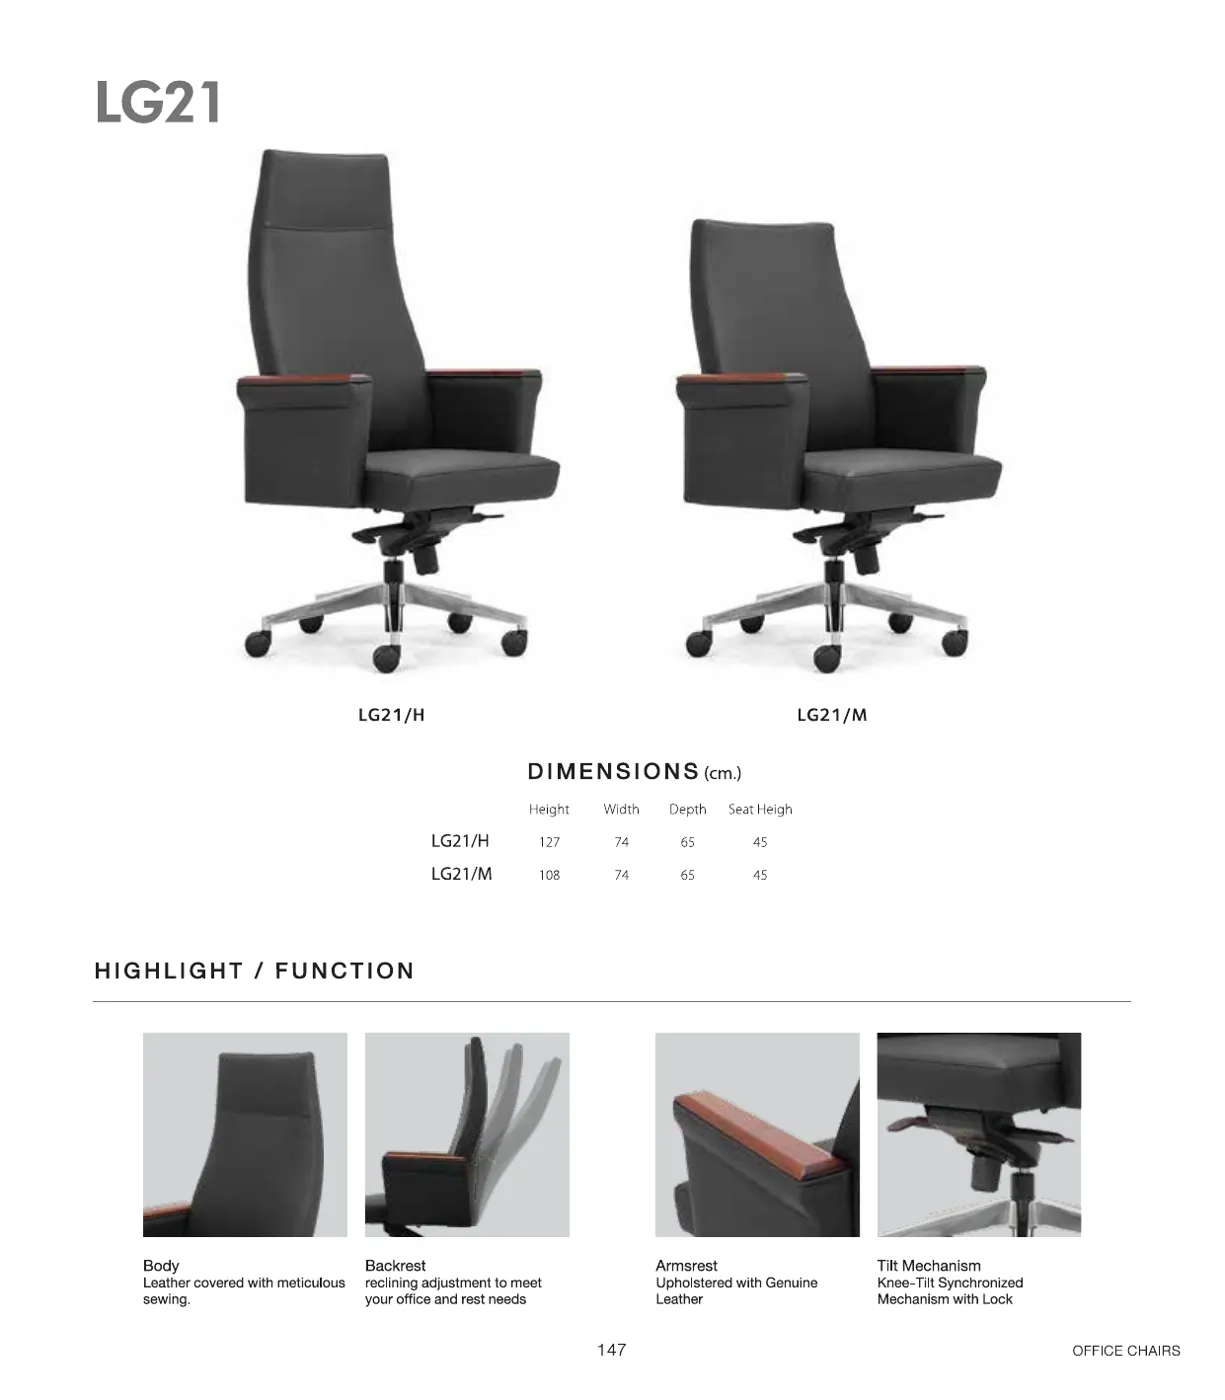 LG21
LG21/H
LG21/M
DIMENSIONS (cm.)
Height Width Depth Seat Heigh
LG21/H 127 74 65 45
LG21/M 108 74 65 45
HIGHLIGHT / FUNCTION
Body
Leather covered with meticulous
sewing.
Backrest
reclining adjustment to meet
your office and rest needs
Armsrest
Upholstered with Genuine
Leather
Tilt Mechanism
Knee-Tilt Synchronized
Mechanism with Lock
147
OFFICE CHAIRS